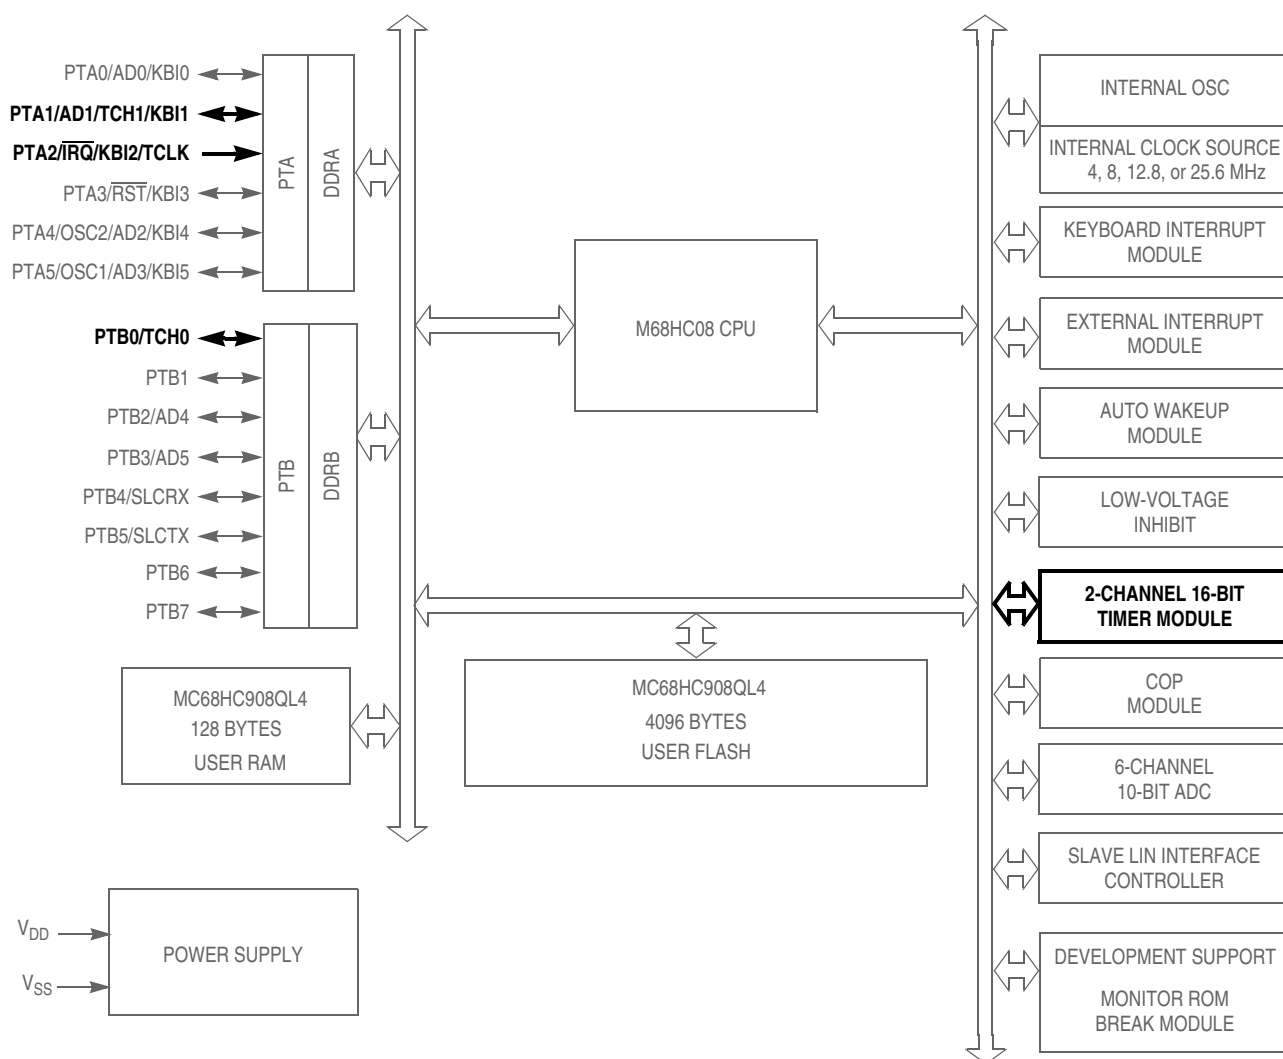 PTA0/AD0/KBI0
PTA1/AD1/TCH1/KBI1
PTA2/IRQ/KBI2/TCLK
PTA3/RST/KBI3
PTA4/OSC2/AD2/KBI4
PTA5/OSC1/AD3/KBI5
PTA
DDRA
PTB0/TCH0
PTB1
PTB2/AD4
PTB3/AD5
PTB4/SLCRX
PTB5/SLCTX
PTB6
PTB7
PTB
DDRB
M68HC08 CPU
MC68HC908QL4
128 BYTES
USER RAM
MC68HC908QL4
4096 BYTES
USER FLASH
VDD
VSS
POWER SUPPLY
INTERNAL OSC
INTERNAL CLOCK SOURCE
4, 8, 12.8, or 25.6 MHz
KEYBOARD INTERRUPT
MODULE
EXTERNAL INTERRUPT
MODULE
AUTO WAKEUP
MODULE
LOW-VOLTAGE
INHIBIT
2-CHANNEL 16-BIT
TIMER MODULE
COP
MODULE
6-CHANNEL
10-BIT ADC
SLAVE LIN INTERFACE
CONTROLLER
DEVELOPMENT SUPPORT
MONITOR ROM
BREAK MODULE